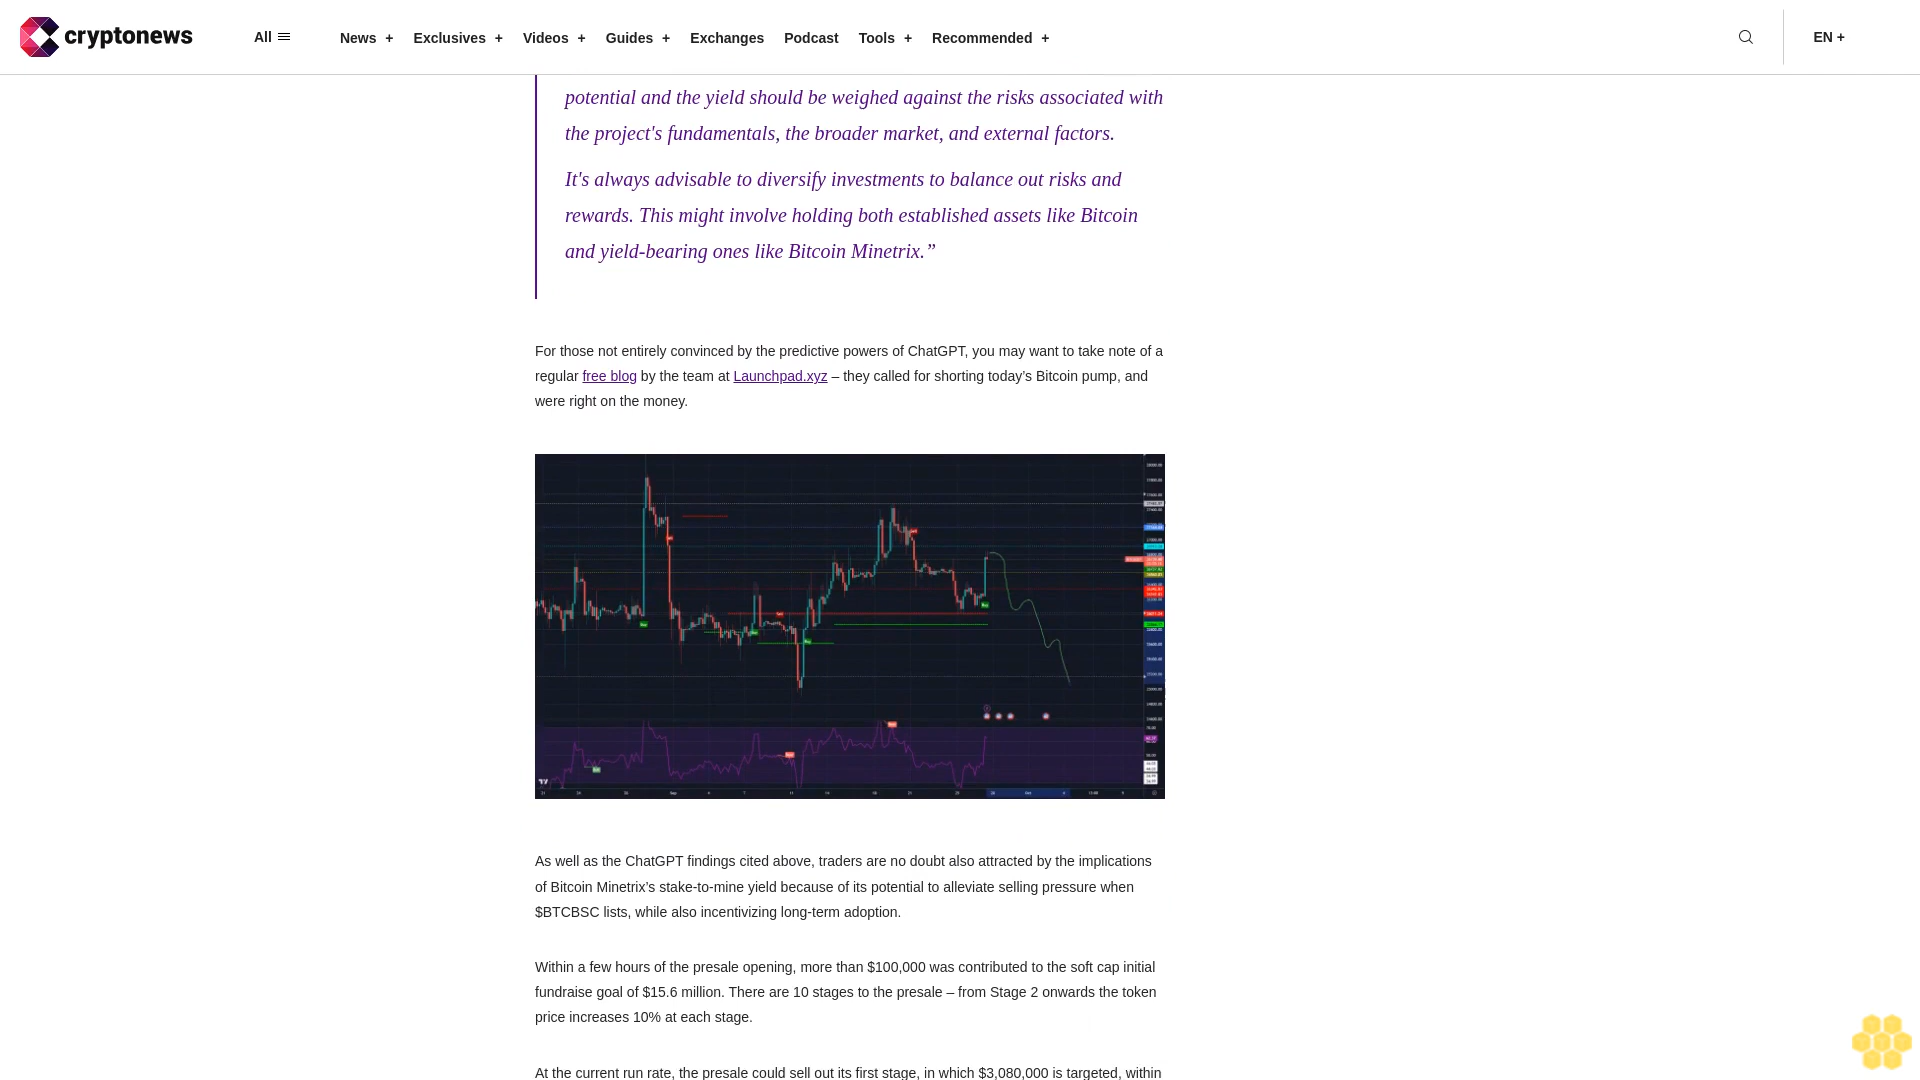 cryptonews
All
News + Exclusives + Videos + Guides + Exchanges Podcast Tools + Recommended +
EN +
potential and the yield should be weighed against the risks associated with
the project's fundamentals, the broader market, and external factors.
It's always advisable to diversify investments to balance out risks and
rewards. This might involve holding both established assets like Bitcoin
and yield-bearing ones like Bitcoin Minetrix.”
For those not entirely convinced by the predictive powers of ChatGPT, you may want to take note of a
regular free blog by the team at Launchpad.xyz – they called for shorting today’s Bitcoin pump, and
were right on the money.
As well as the ChatGPT findings cited above, traders are no doubt also attracted by the implications
of Bitcoin Minetrix’s stake-to-mine yield because of its potential to alleviate selling pressure when
$BTCBSC lists, while also incentivizing long-term adoption.
Within a few hours of the presale opening, more than $100,000 was contributed to the soft cap initial
fundraise goal of $15.6 million. There are 10 stages to the presale – from Stage 2 onwards the token
price increases 10% at each stage.
At the current run rate, the presale could sell out its first stage, in which $3,080,000 is targeted, within